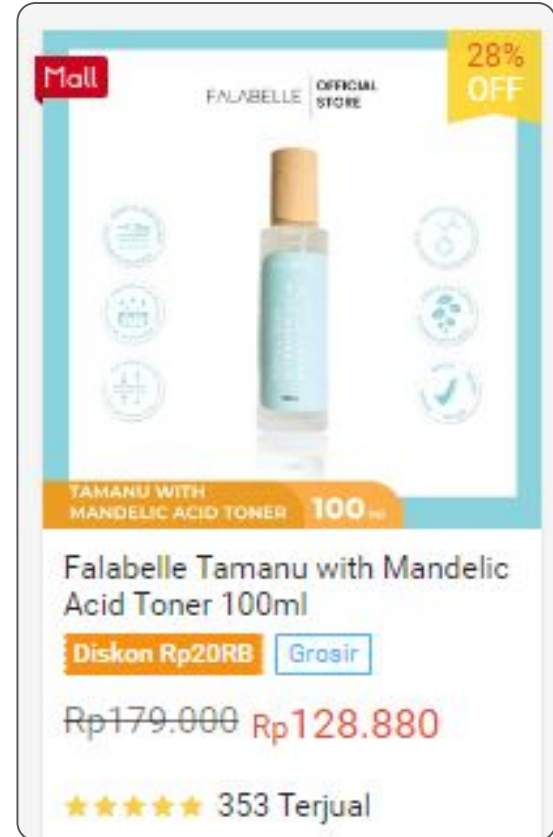 Mall
28%
OFF
FALABELLE
OFFICIAL
STORE
TAMANU WITH
MANDELIC ACID TONER 100 ml
Falabelle Tamanu with Mandelic
Acid Toner 100ml
Diskon Rp20RB Grosir
Rp179.000 Rp128.880
353 Terjual